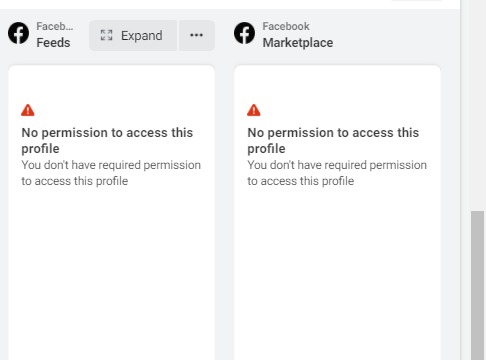 Faceb...
Feeds
Expand
Facebook
Marketplace
No permission to access this
profile
You don't have required permission
to access this profile
No permission to access this
profile
You don't have required permission
to access this profile